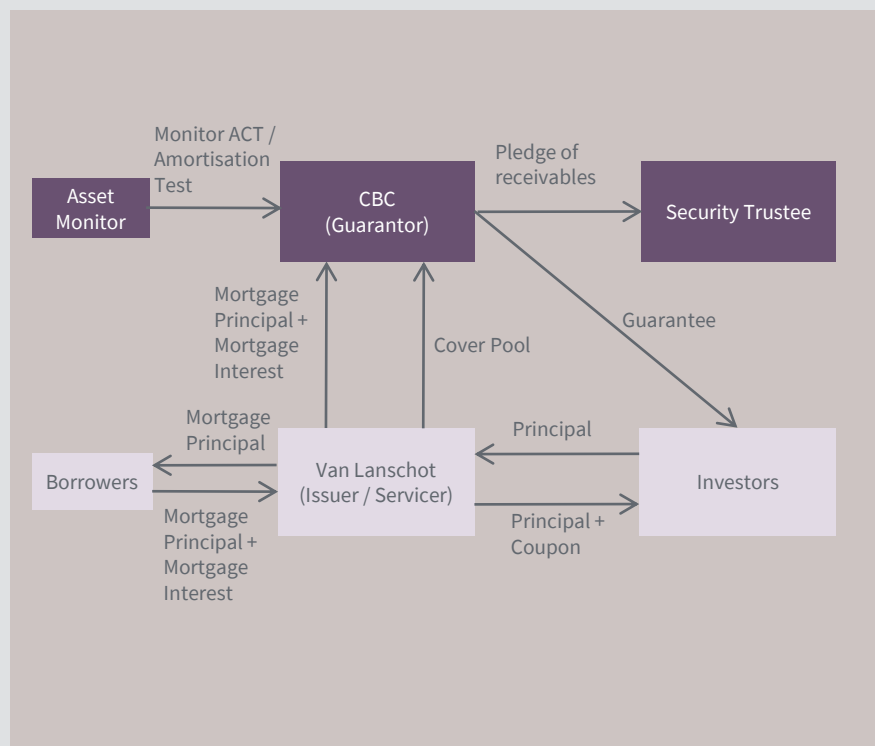 Monitor ACT /
Amortisation
Test
Asset
Monitor
CBC
(Guarantor)
Pledge of
receivables
Security Trustee
Mortgage
Principal +
Mortgage
Interest
Cover Pool
Guarantee
Mortgage
Principal
Borrowers
Van Lanschot
(Issuer / Servicer)
Principal
Investors
Mortgage
Principal +
Mortgage
Interest
Principal +
Coupon